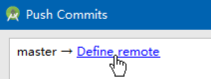 Push Commits
master → Define remote